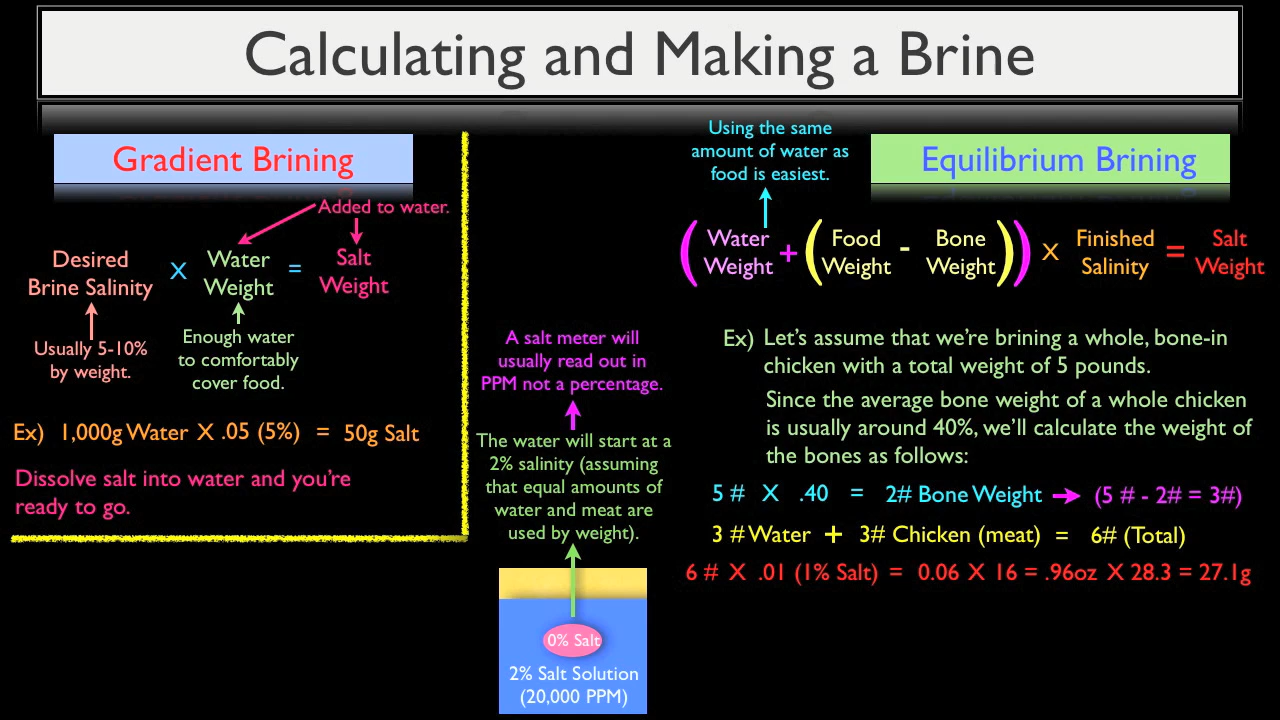 Calculating and Making a Brine
Gradient Brining
Added to water.
Desired
Brine Salinity
X
Water
Weight
=
Salt
Weight
Usually 5-10%
by weight.
Enough water
to comfortably
cover food.
Ex) 1,000g Water X .05 (5%) = 50g Salt
Dissolve salt into water and you're
ready to go.
A salt meter will
usually read out in
PPM not a percentage.
The water will start at a
2% salinity (assuming
that equal amounts of
water and meat are
used by weight).
0% Salt
2% Salt Solution
(20,000 PPM)
Using the same
amount of water as
food is easiest.
Equilibrium Brining
(
Water
Weight
+
(
Food
Weight
-
Bone
Weight
))
X
Finished
Salinity
=
Salt
Weight
Ex) Let's assume that we're brining a whole, bone-in
chicken with a total weight of 5 pounds.
Since the average bone weight of a whole chicken
is usually around 40%, we'll calculate the weight of
the bones as follows:
5 # X .40 = 2# Bone Weight → (5 # - 2# = 3#)
3 # Water + 3# Chicken (meat) = 6# (Total)
6 # X .01 (1% Salt) = 0.06 X 16 = .96oz X 28.3 = 27.1g